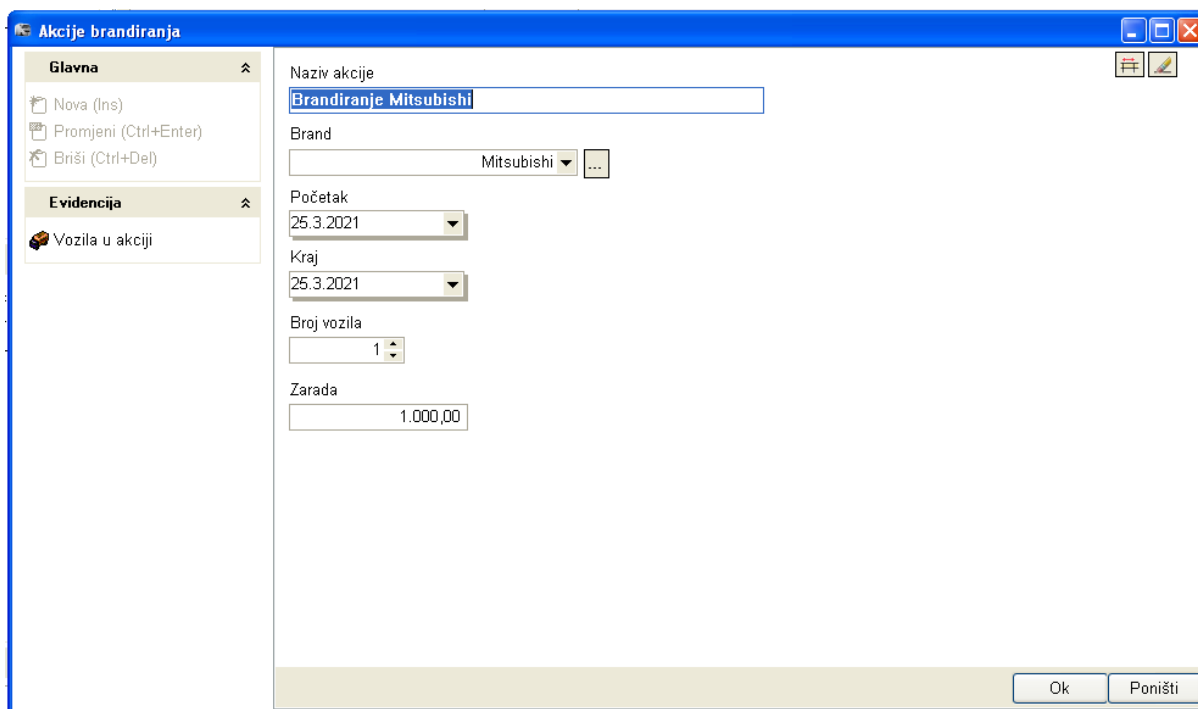 Akcije brandiranja
Glavna
Nova (Ins)
Promjeni (Ctrl+Enter)
Briši (Ctrl+Del)
Evidencija
Vozila u akciji
Naziv akcije
Brandiranje Mitsubishi
Brand
Mitsubishi
...
Početak
25.3.2021
Kraj
25.3.2021
Broj vozila
1
Zarada
1.000,00
Ok
Poništi